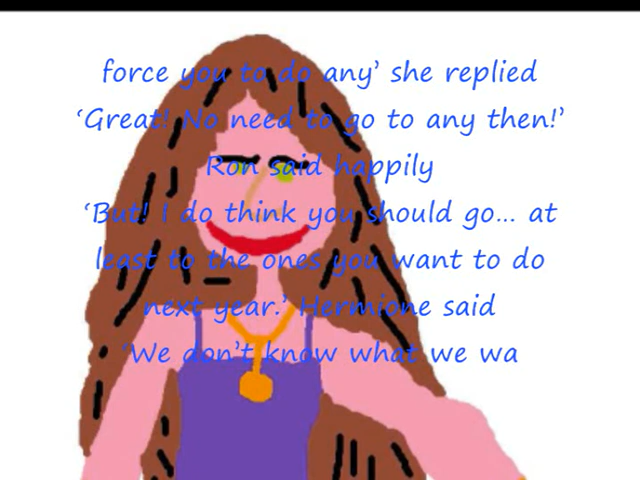 force you to do any’ she replied
‘Great! No need to go to any then!’
Ron said happily
‘But! I do think you should go... at
least to the ones you want to do
next year.’ Hermione said
‘We don’t know what we wa